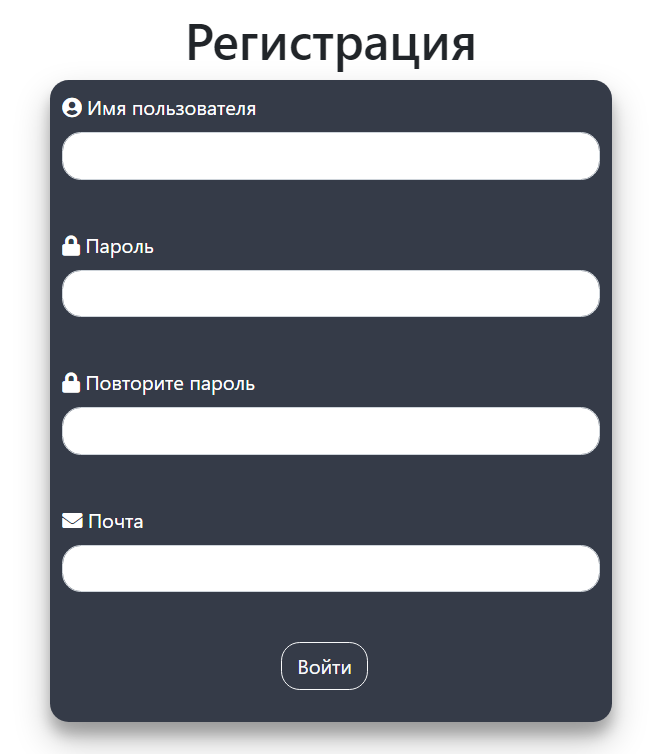 Регистрация
Имя пользователя
Пароль
Повторите пароль
Почта
Войти